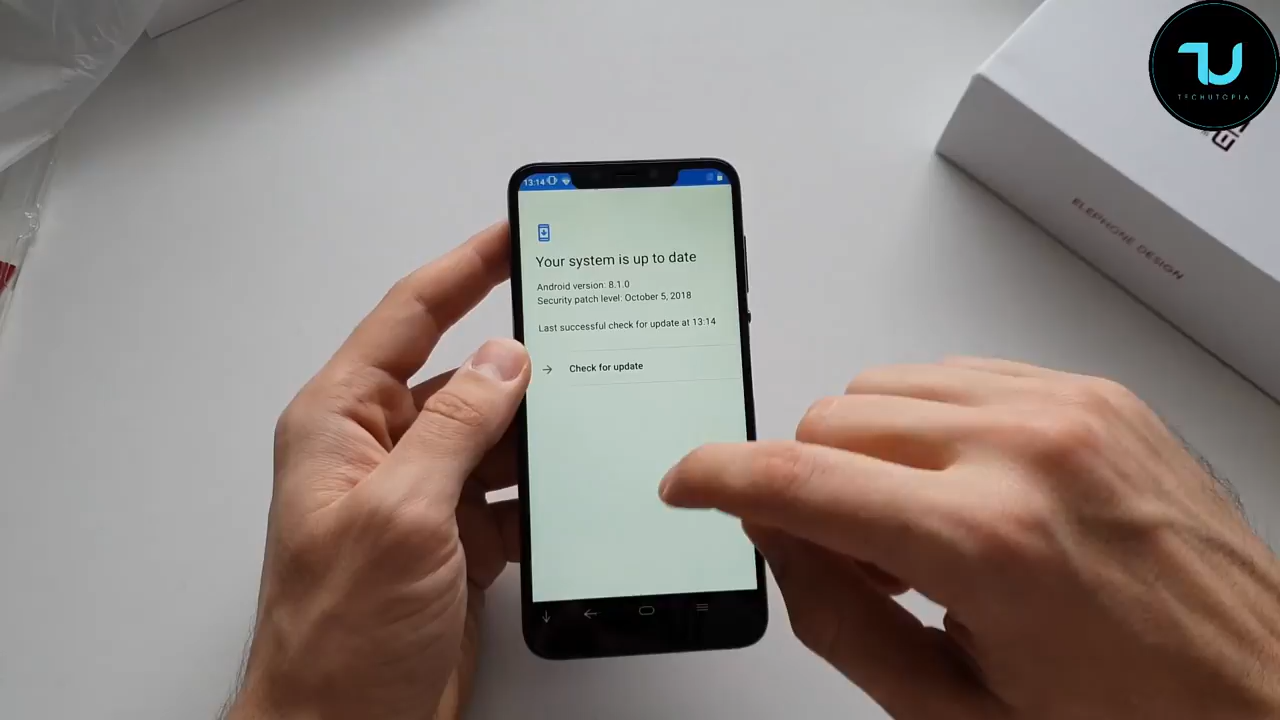 TU
TECHUTOPIA
ELEPHONE DESIGN
13:14
Your system is up to date
Android version: 8.1.0
Security patch level: October 5, 2018
Last successful check for update at 13:14
Check for update